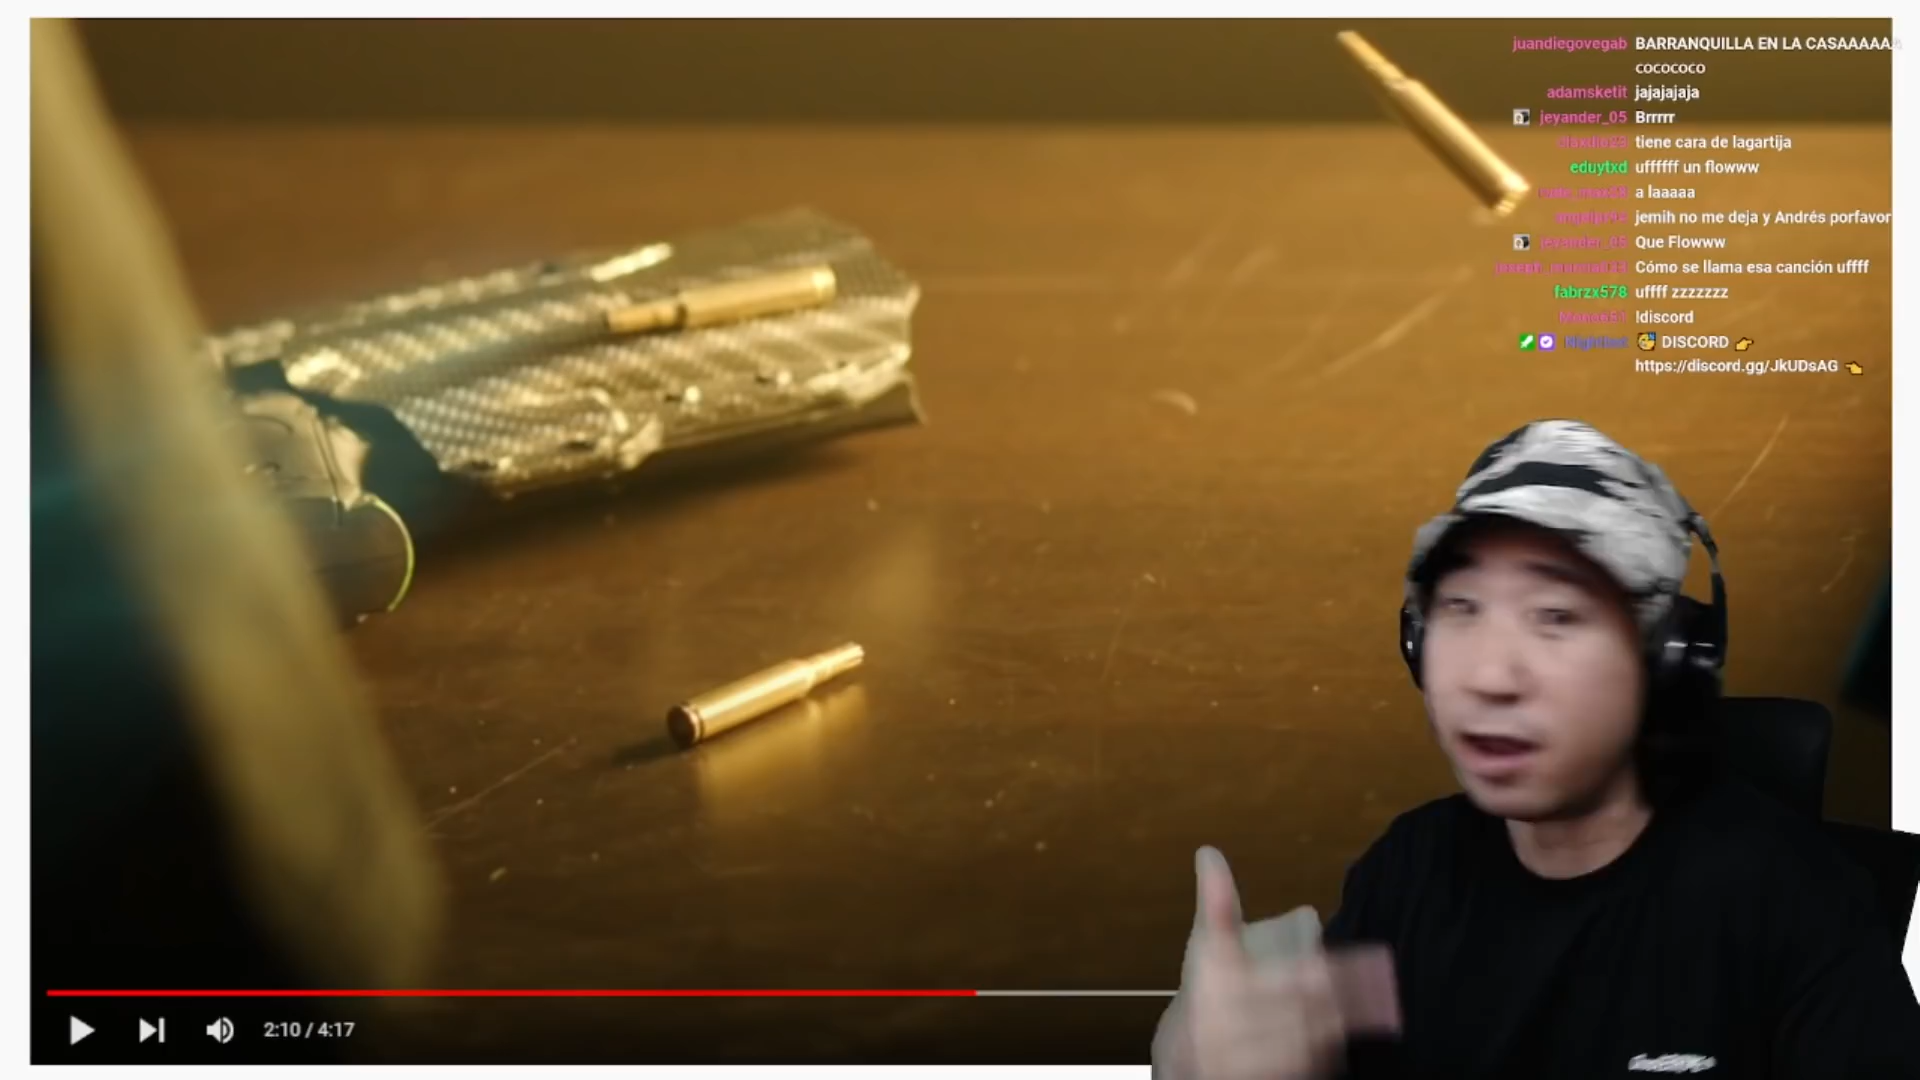 juandiegovegab BARRANQUILLA EN LA CASAAAAAA
cocococo
adamsketit jajajajaja
jeyander_05 Brrrrr
tiene cara de lagartija
eduytxd uffffff un flowww
a laaaaa
jemih no me deja y Andrés porfavor
jeyander_05 Que Flowww
Cómo se llama esa canción uffff
fabrzx578 uffff zzzzzzz
!discord
DISCORD
https://discord.gg/JkUDsAG
2:10 / 4:17